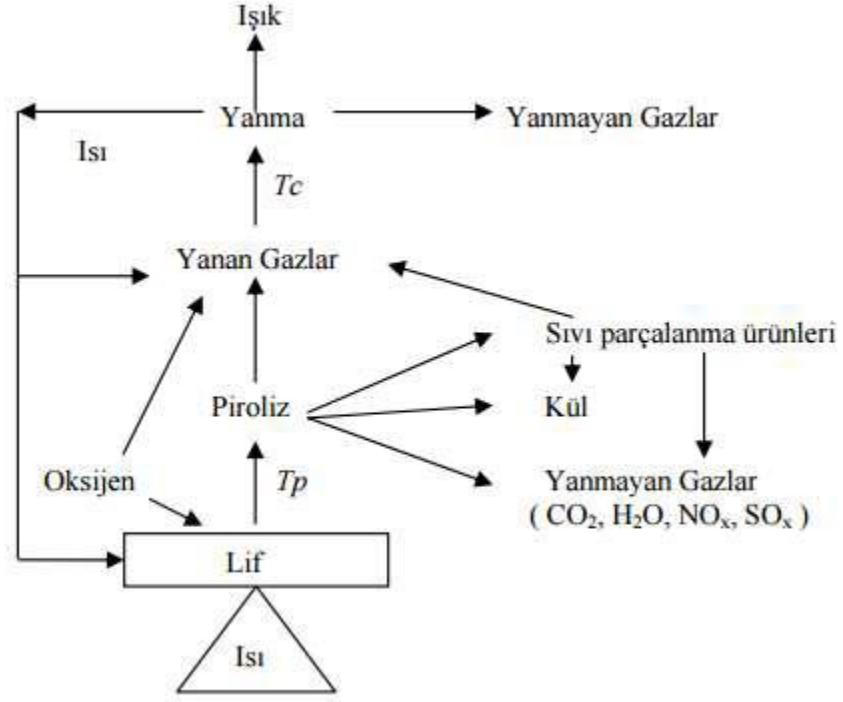 Işık
Yanma
Yanmayan Gazlar
Isı
Tc
Yanan Gazlar
Sıvı parçalanma ürünleri
Piroliz
Kül
Oksijen
Tp
Yanmayan Gazlar
( CO₂, H₂O, NOₓ, SOₓ )
Lif
Isı